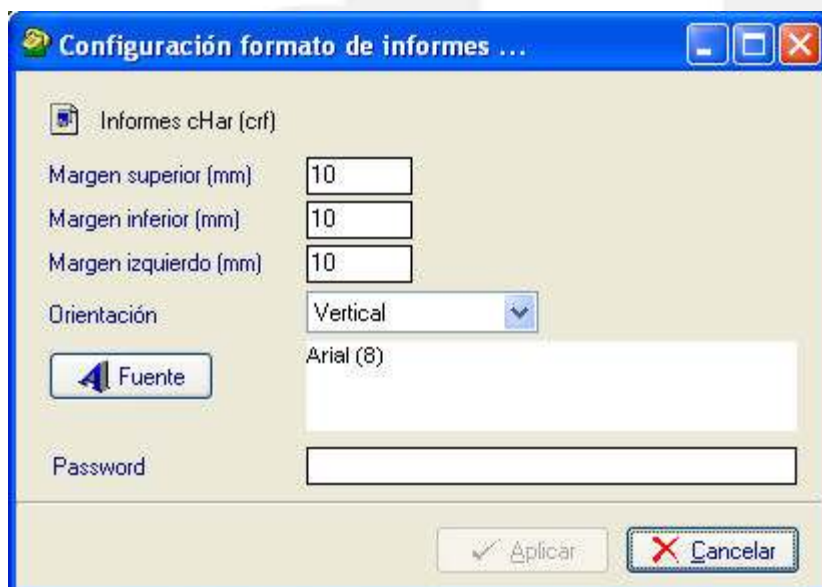 Configuración formato de informes ...
Informes cHar (crf)
Margen superior (mm) 10
Margen inferior (mm) 10
Margen izquierdo (mm) 10
Orientación Vertical
Fuente Arial (8)
Password
Aplicar Cancelar